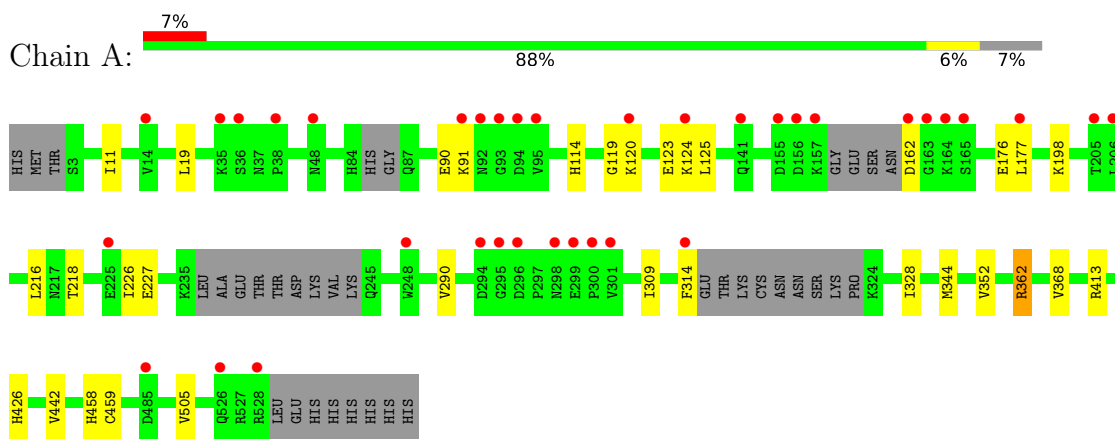 7%
Chain A:
88% 6% 7%
HIS MET THR S3 I11 V14 L19 K35 S36 N37 P38 N48 H84 HIS GLY Q87 E90 K91 N92 G93 D94 V95 H114 G119 K120 E123 K124 L125 Q141 D155 D156 K157 GLY GLU SER ASN D162 G163 K164 S165 E176 L177 K198 T205 L206
L216 N217 T218 E225 I226 E227 K235 LEU ALA GLU THR THR ASP LYS VAL LYS Q245 W248 V290 D294 G295 D296 P297 N298 E299 P300 V301 I309 F314 GLU THR LYS CYS ASN ASN SER LYS PRO K324 I328 M344 V352 R362 V368 R413
H426 V442 H458 C459 D485 V505 Q526 R527 R528 LEU GLU HIS HIS HIS HIS HIS HIS